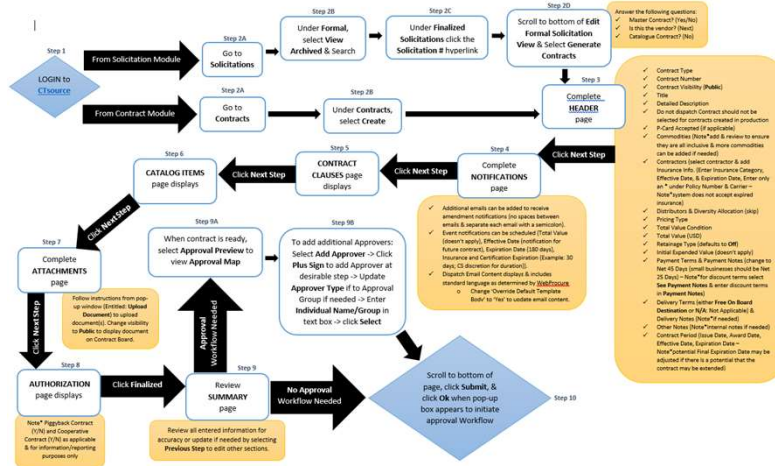 Step 1
LOGIN to
CTsource
From Solicitation Module
Step 2A
Go to
Solicitations
Step 2B
Under Formal,
select View
Archived & Search
Step 2C
Under Finalized
Solicitations click the
Solicitation # hyperlink
Step 2D
Scroll to bottom of Edit
Formal Solicitation
View & Select Generate
Contracts
Answer the following questions:
✓ Master Contract? (Yes/No)
✓ Is this the vendor? (Next)
✓ Catalogue Contract? (No)
From Contract Module
Step 2A
Go to
Contracts
Step 2B
Under Contracts,
select Create
Step 3
Complete
HEADER
page
✓ Contract Type
✓ Contract Number
✓ Contract Visibility (Public)
✓ Title
✓ Detailed Description
✓ Do not dispatch Contract should not be
selected for contracts created in production
✓ P-Card Accepted (if applicable)
✓ Commodities (Note*add & review to ensure
they are all inclusive & more commodities
can be added if needed)
✓ Contractors (select contractor & add
Insurance Info. (Enter Insurance Category,
Effective Date, & Expiration Date, Enter only
an * under Policy Number & Carrier –
Note*system does not accept expired
insurance)
✓ Distributors & Diversity Allocation (skip)
✓ Pricing Type
✓ Total Value Condition
✓ Total Value (USD)
✓ Retainage Type (defaults to Off)
✓ Initial Expended Value (doesn't apply)
✓ Payment Terms & Payment Notes (change to
Net 45 Days (small businesses should be Net
25 Days) – Note*for discount terms select
See Payment Notes & enter discount terms
in Payment Notes)
✓ Delivery Terms (either Free On Board
Destination or N/A: Not Applicable) &
Delivery Notes (Note*if needed)
✓ Other Notes (Note*internal notes if needed)
✓ Contract Period (Issue Date, Award Date,
Effective Date, Expiration Date –
Note*potential Final Expiration Date may be
adjusted if there is a potential that the
contract may be extended)
Click Next Step
Step 4
Complete
NOTIFICATIONS
page
✓ Additional emails can be added to receive
amendment notifications (no spaces between
emails & separate each email with a semicolon).
✓ Event notifications can be scheduled (Total Value
(doesn't apply), Effective Date (notification for
future contract), Expiration Date (180 days),
Insurance and Certification Expiration (Example: 30
days; CS discretion for duration)).
✓ Dispatch Email Content displays & includes
standard language as determined by WebProcure
o Change 'Override Default Template
Body' to 'Yes' to update email content.
Click Next Step
Step 5
CONTRACT
CLAUSES page
displays
Click Next Step
Step 6
CATALOG ITEMS
page displays
Click Next Step
Step 7
Complete
ATTACHMENTS
page
Follow instructions from pop-
up window (Entitled: Upload
Document) to upload
document(s). Change visibility
to Public to display document
on Contract Board.
Click Next Step
Step 8
AUTHORIZATION
page displays
Note* Piggyback Contract
(Y/N) and Cooperative
Contract (Y/N) as applicable
& for information/reporting
purposes only
Click Finalized
Step 9
Review
SUMMARY
page
Review all entered information for
accuracy or update if needed by selecting
Previous Step to edit other sections.
Approval
Workflow Needed
Step 9A
When contract is ready,
select Approval Preview to
view Approval Map
Step 9B
To add additional Approvers:
Select Add Approver -> Click
Plus Sign to add Approver at
desirable step -> Update
Approver Type if to Approval
Group if needed -> Enter
Individual Name/Group in
text box -> click Select
No Approval
Workflow Needed
Step 10
Scroll to bottom of
page, click Submit, &
click Ok when pop-up
box appears to initiate
approval Workflow